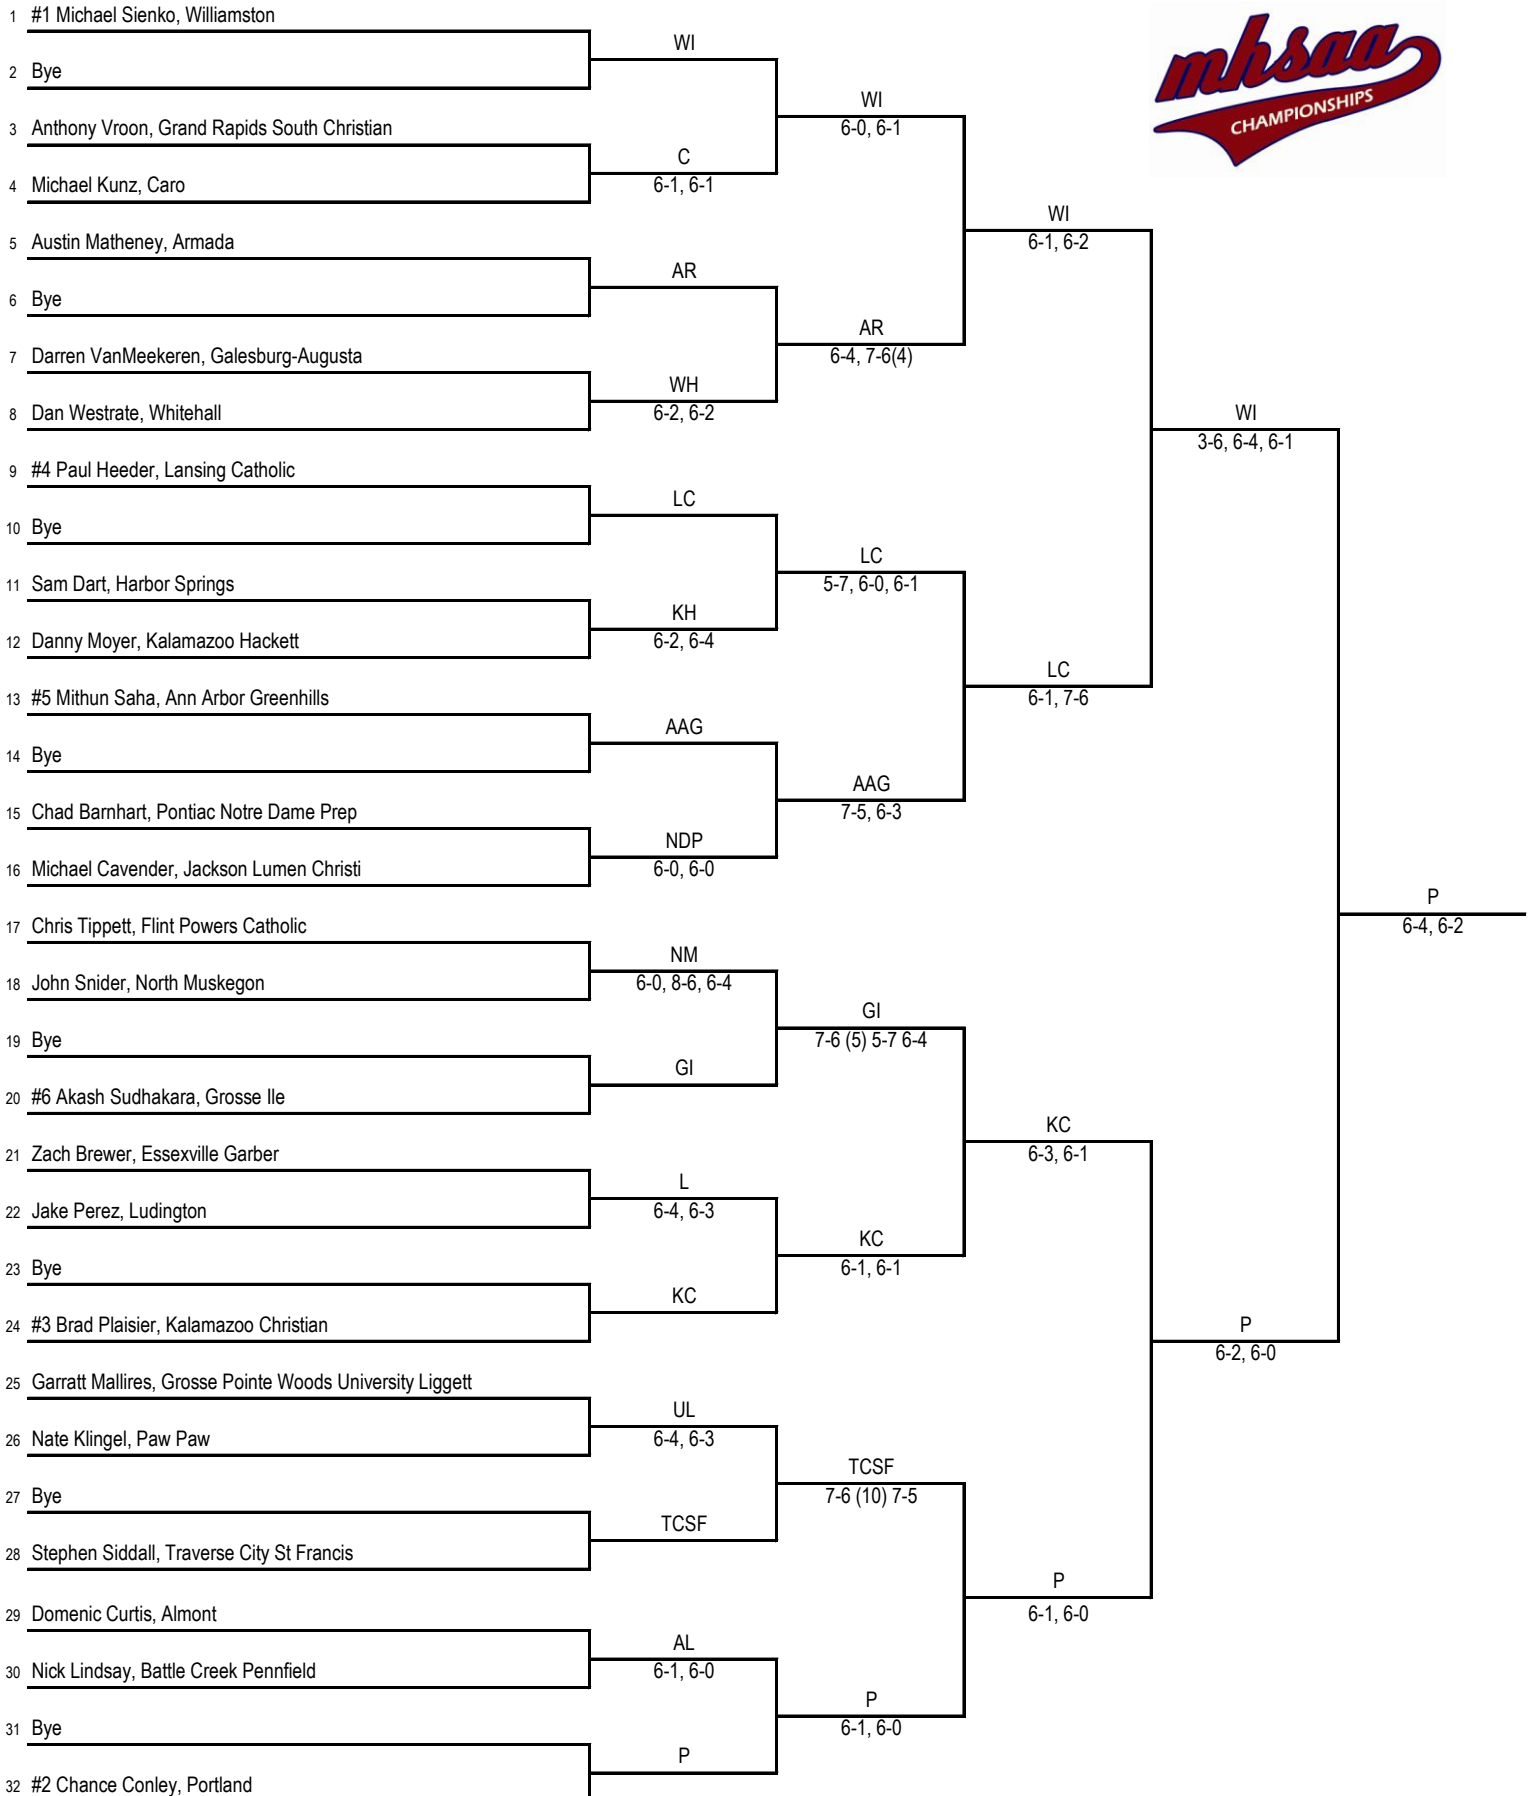 1 #1 Michael Sienko, Williamston
WI
2 Bye
WI
6-0, 6-1
3 Anthony Vroon, Grand Rapids South Christian
C
6-1, 6-1
4 Michael Kunz, Caro
WI
6-1, 6-2
5 Austin Matheney, Armada
AR
6 Bye
AR
6-4, 7-6(4)
7 Darren VanMeekeren, Galesburg-Augusta
WH
6-2, 6-2
8 Dan Westrate, Whitehall
WI
3-6, 6-4, 6-1
9 #4 Paul Heeder, Lansing Catholic
LC
10 Bye
LC
5-7, 6-0, 6-1
11 Sam Dart, Harbor Springs
KH
6-2, 6-4
12 Danny Moyer, Kalamazoo Hackett
LC
6-1, 7-6
13 #5 Mithun Saha, Ann Arbor Greenhills
AAG
14 Bye
AAG
7-5, 6-3
15 Chad Barnhart, Pontiac Notre Dame Prep
NDP
6-0, 6-0
16 Michael Cavender, Jackson Lumen Christi
P
6-4, 6-2
17 Chris Tippett, Flint Powers Catholic
NM
6-0, 8-6, 6-4
18 John Snider, North Muskegon
GI
7-6 (5) 5-7 6-4
19 Bye
GI
20 #6 Akash Sudhakara, Grosse Ile
KC
6-3, 6-1
21 Zach Brewer, Essexville Garber
L
6-4, 6-3
22 Jake Perez, Ludington
KC
6-1, 6-1
23 Bye
KC
24 #3 Brad Plaisier, Kalamazoo Christian
P
6-2, 6-0
25 Garratt Mallires, Grosse Pointe Woods University Liggett
UL
6-4, 6-3
26 Nate Klingel, Paw Paw
TCSF
7-6 (10) 7-5
27 Bye
TCSF
28 Stephen Siddall, Traverse City St Francis
P
6-1, 6-0
29 Domenic Curtis, Almont
AL
6-1, 6-0
30 Nick Lindsay, Battle Creek Pennfield
P
6-1, 6-0
31 Bye
P
32 #2 Chance Conley, Portland
mhsaa
CHAMPIONSHIPS